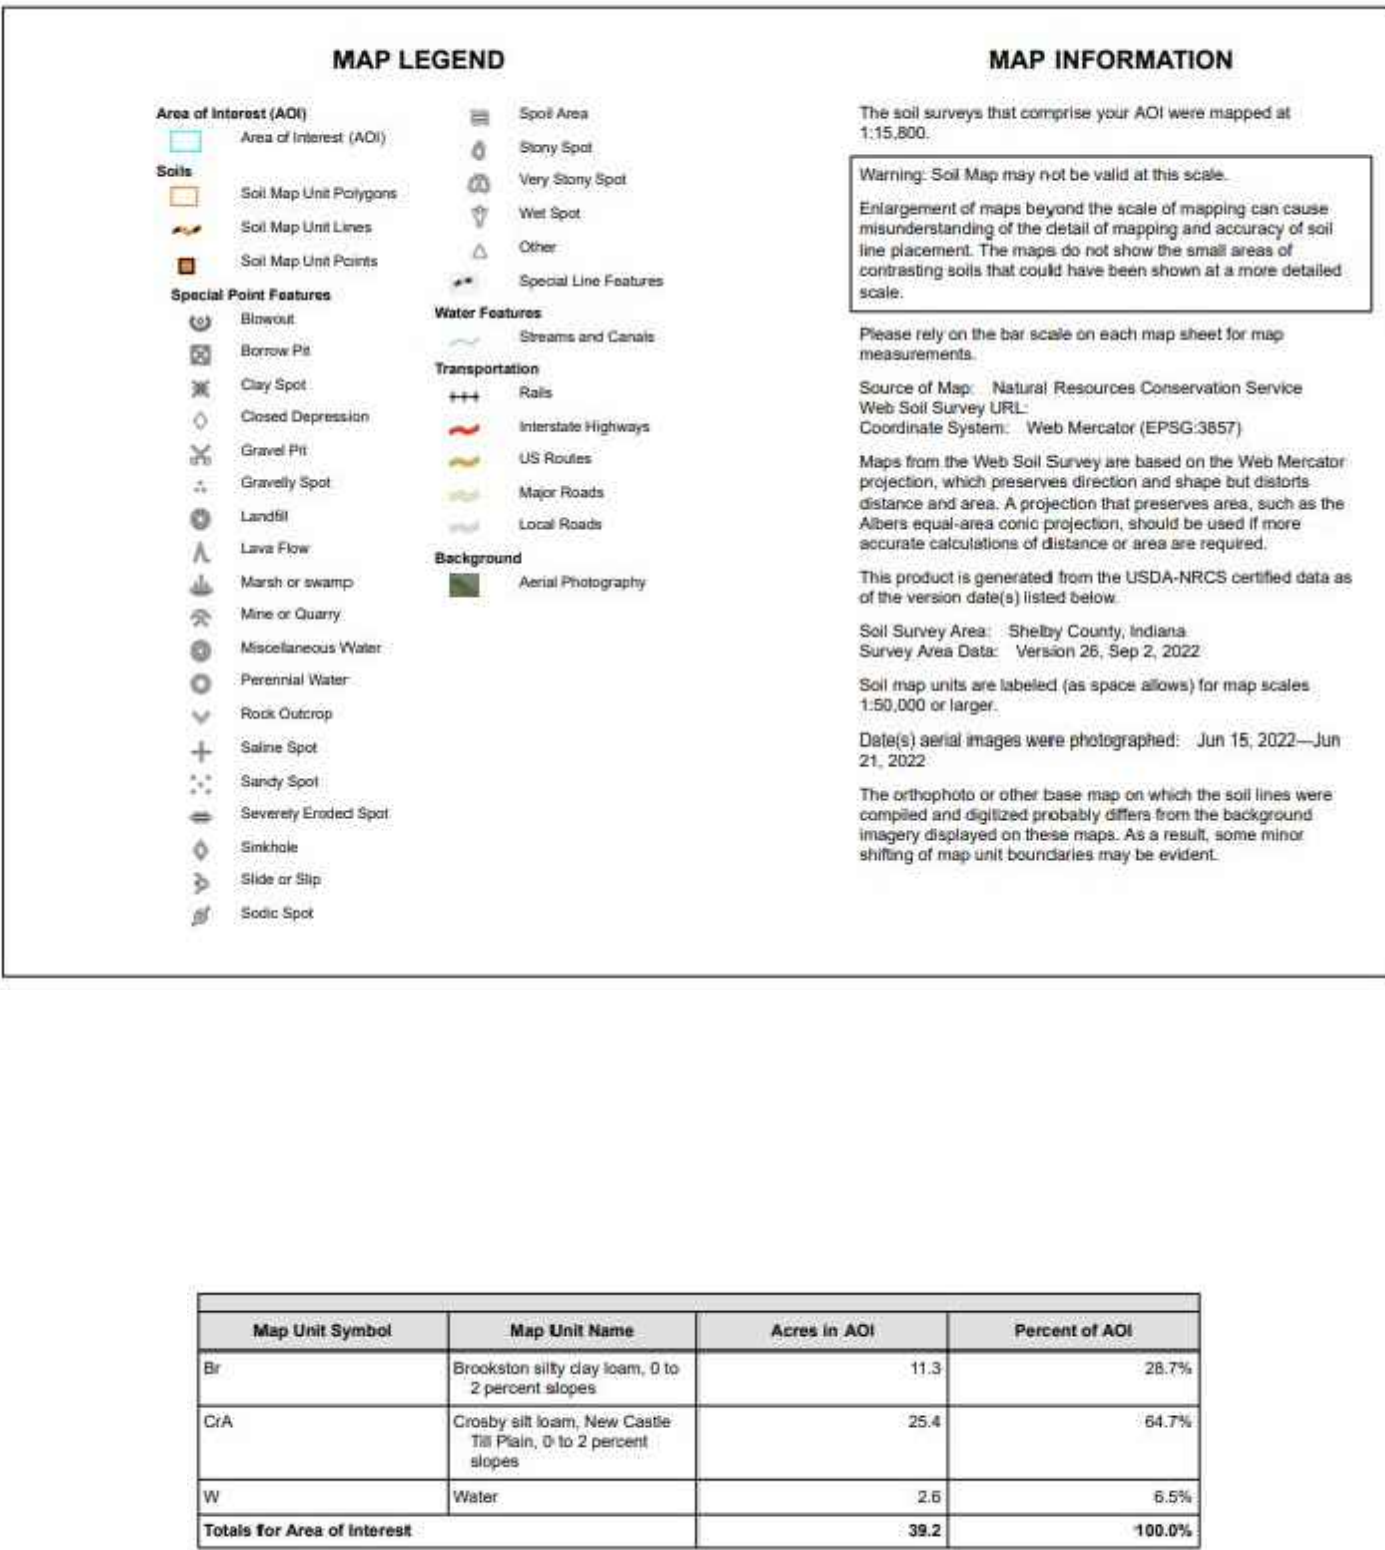 MAP LEGEND
Area of Interest (AOI)
Area of Interest (AOI)
Soils
Soil Map Unit Polygons
Soil Map Unit Lines
Soil Map Unit Points
Special Point Features
Blowout
Borrow Pit
Clay Spot
Closed Depression
Gravel Pit
Gravelly Spot
Landfill
Lava Flow
Marsh or swamp
Mine or Quarry
Miscellaneous Water
Perennial Water
Rock Outcrop
Saline Spot
Sandy Spot
Severely Eroded Spot
Sinkhole
Slide or Slip
Sodic Spot
Spoil Area
Stony Spot
Very Stony Spot
Wet Spot
Other
Special Line Features
Water Features
Streams and Canals
Transportation
Rails
Interstate Highways
US Routes
Major Roads
Local Roads
Background
Aerial Photography
MAP INFORMATION
The soil surveys that comprise your AOI were mapped at
1:15,800.
Warning: Soil Map may not be valid at this scale.
Enlargement of maps beyond the scale of mapping can cause
misunderstanding of the detail of mapping and accuracy of soil
line placement. The maps do not show the small areas of
contrasting soils that could have been shown at a more detailed
scale.
Please rely on the bar scale on each map sheet for map
measurements.
Source of Map: Natural Resources Conservation Service
Web Soil Survey URL:
Coordinate System: Web Mercator (EPSG:3857)
Maps from the Web Soil Survey are based on the Web Mercator
projection, which preserves direction and shape but distorts
distance and area. A projection that preserves area, such as the
Albers equal-area conic projection, should be used if more
accurate calculations of distance or area are required.
This product is generated from the USDA-NRCS certified data as
of the version date(s) listed below.
Soil Survey Area: Shelby County, Indiana
Survey Area Data: Version 26, Sep 2, 2022
Soil map units are labeled (as space allows) for map scales
1:50,000 or larger.
Date(s) aerial images were photographed: Jun 15, 2022—Jun
21, 2022
The orthophoto or other base map on which the soil lines were
compiled and digitized probably differs from the background
imagery displayed on these maps. As a result, some minor
shifting of map unit boundaries may be evident.
Map Unit Symbol Map Unit Name Acres in AOI Percent of AOI
Br Brookston silty clay loam, 0 to 11.3 28.7%
2 percent slopes
CrA Crosby silt loam, New Castle 25.4 64.7%
Till Plain, 0 to 2 percent
slopes
W Water 2.6 6.5%
Totals for Area of Interest 39.2 100.0%